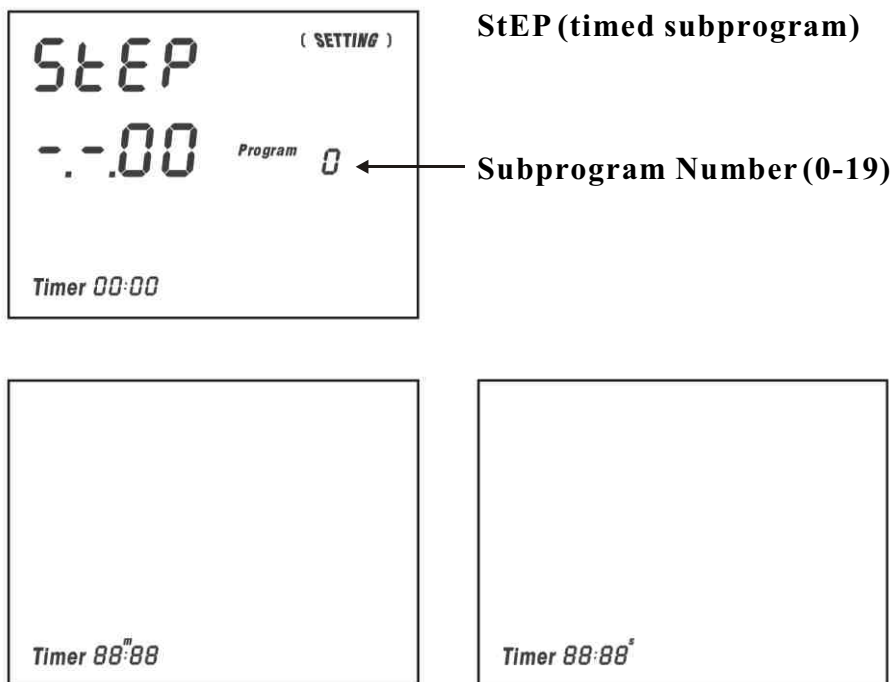 StEP ( SETTING ) StEP (timed subprogram)
-.-.00 Program 0 Subprogram Number (0-19)
Timer 00:00
Timer 88:88 m
Timer 88:88 s